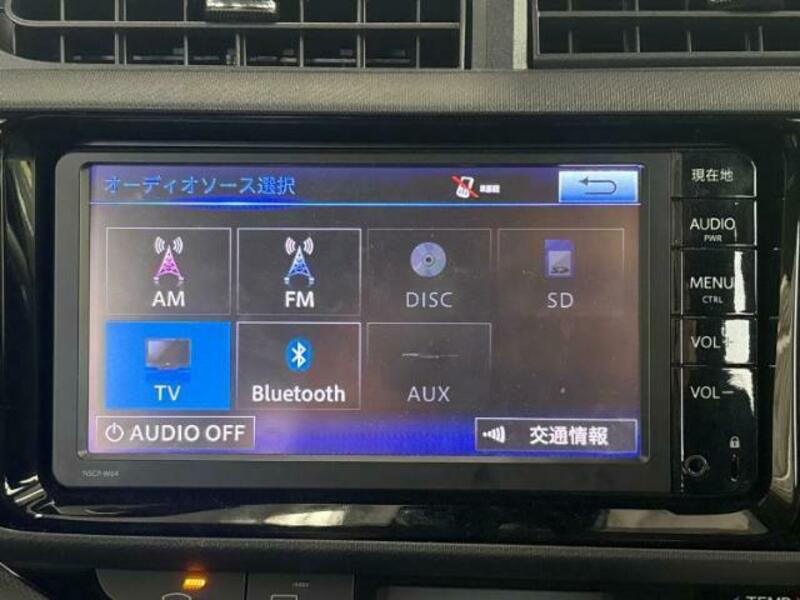 オーディオソース選択
現在地
AUDIO
PWR
AM
FM
DISC
SD
MENU
CTRL
VOL+
TV
Bluetooth
AUX
VOL−
AUDIO OFF
交通情報
NSCP-W64
TEMP